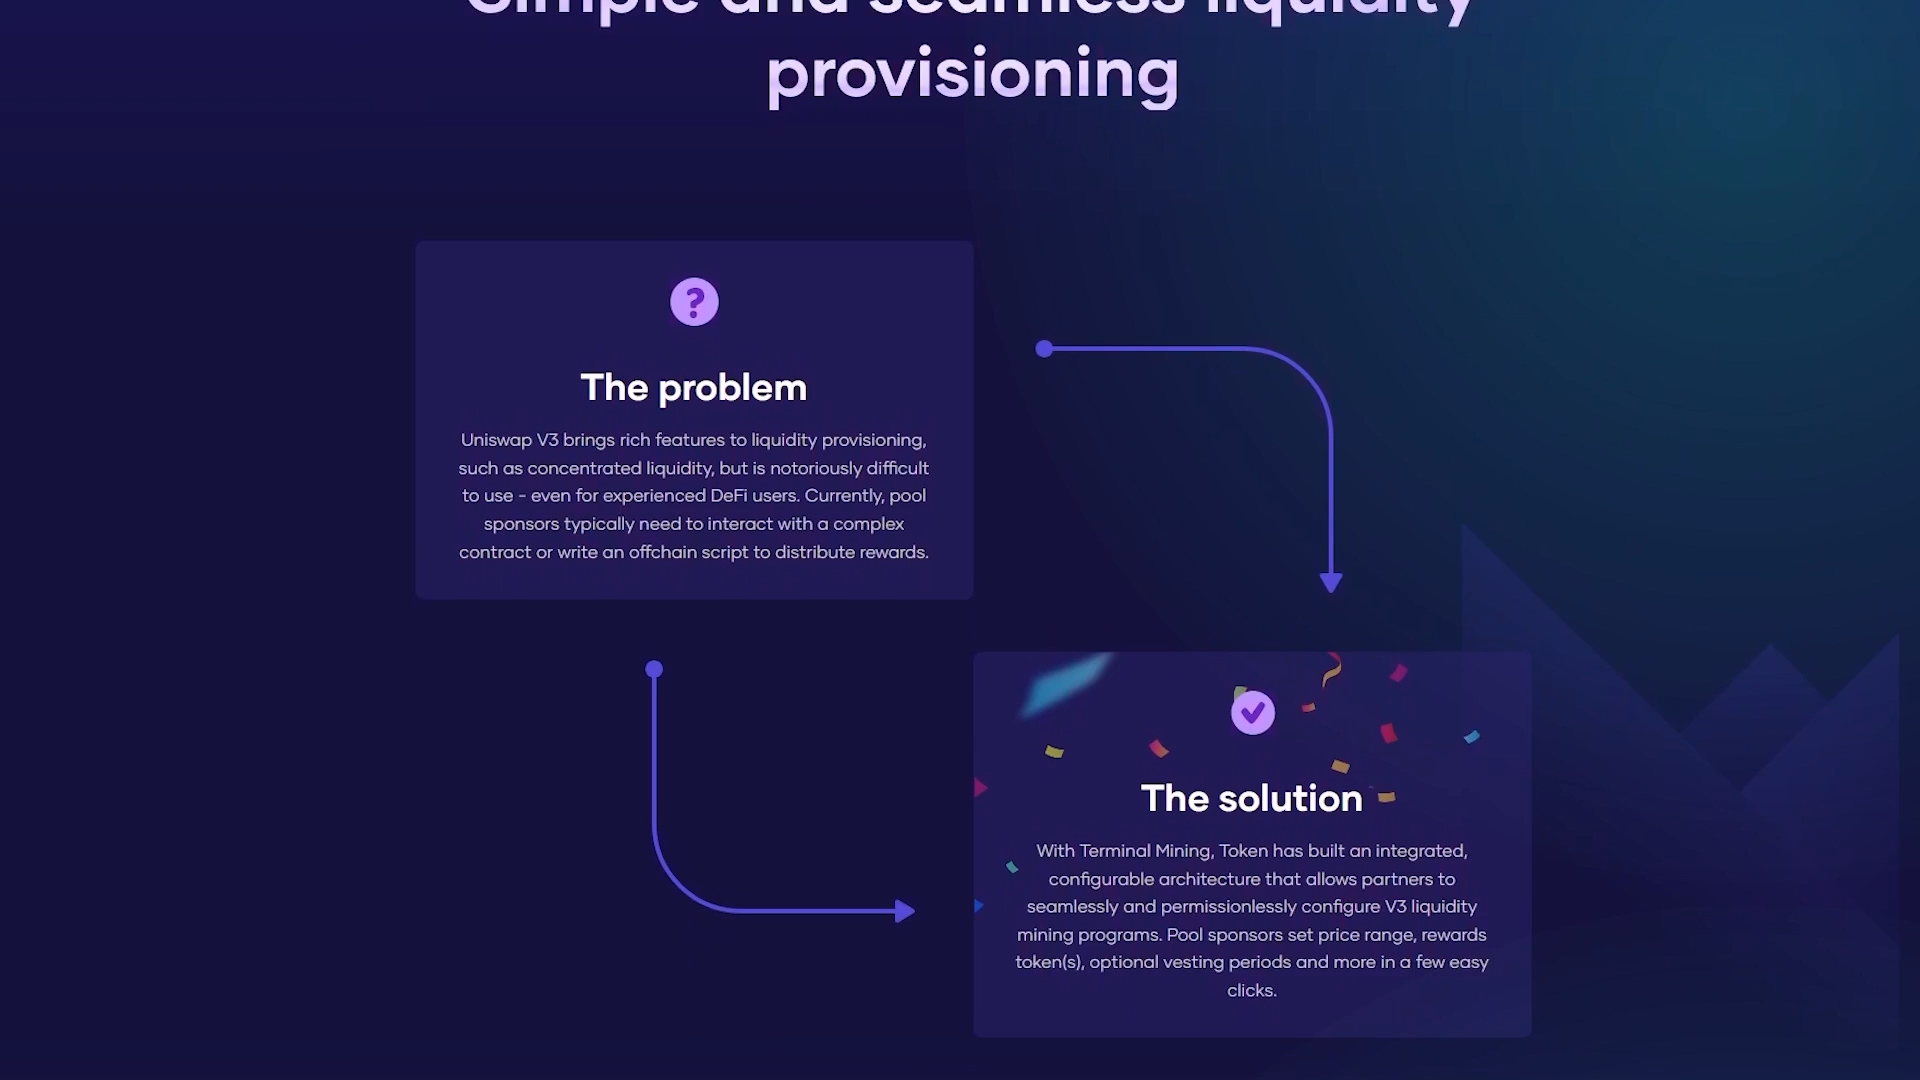 Simple and seamless liquidity
provisioning
?
The problem
Uniswap V3 brings rich features to liquidity provisioning,
such as concentrated liquidity, but is notoriously difficult
to use - even for experienced DeFi users. Currently, pool
sponsors typically need to interact with a complex
contract or write an offchain script to distribute rewards.
The solution
With Terminal Mining, Token has built an integrated,
configurable architecture that allows partners to
seamlessly and permissionlessly configure V3 liquidity
mining programs. Pool sponsors set price range, rewards
token(s), optional vesting periods and more in a few easy
clicks.